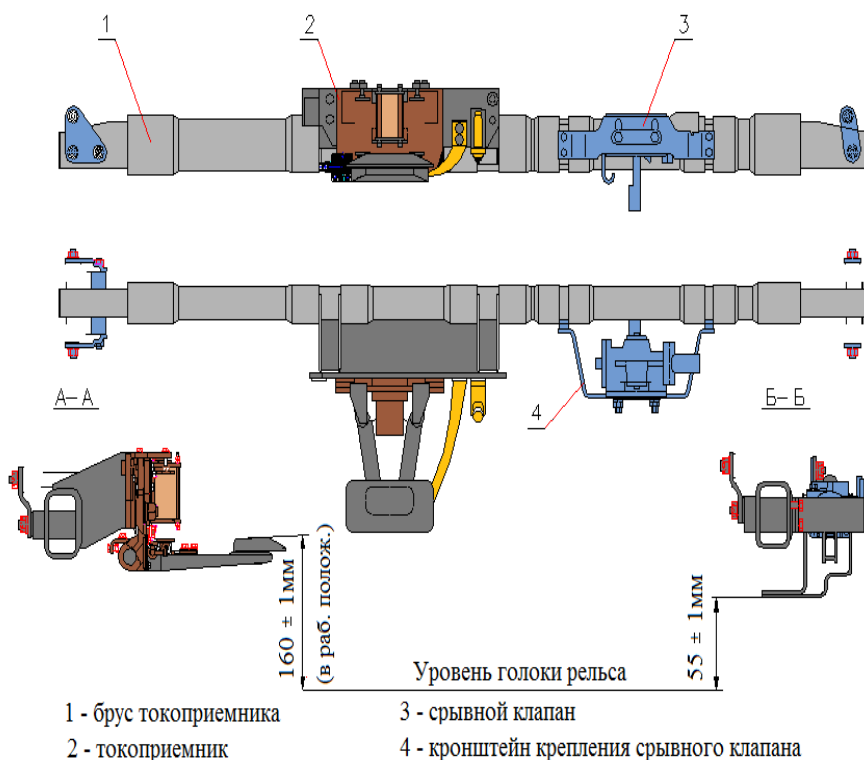 1
2
3
А-А
4
Б-Б
160 ± 1мм
(в раб. полож.)
55 ± 1мм
Уровень голоки рельса
1 - брус токоприемника
3 - срывной клапан
2 - токоприемник
4 - кронштейн крепления срывного клапана